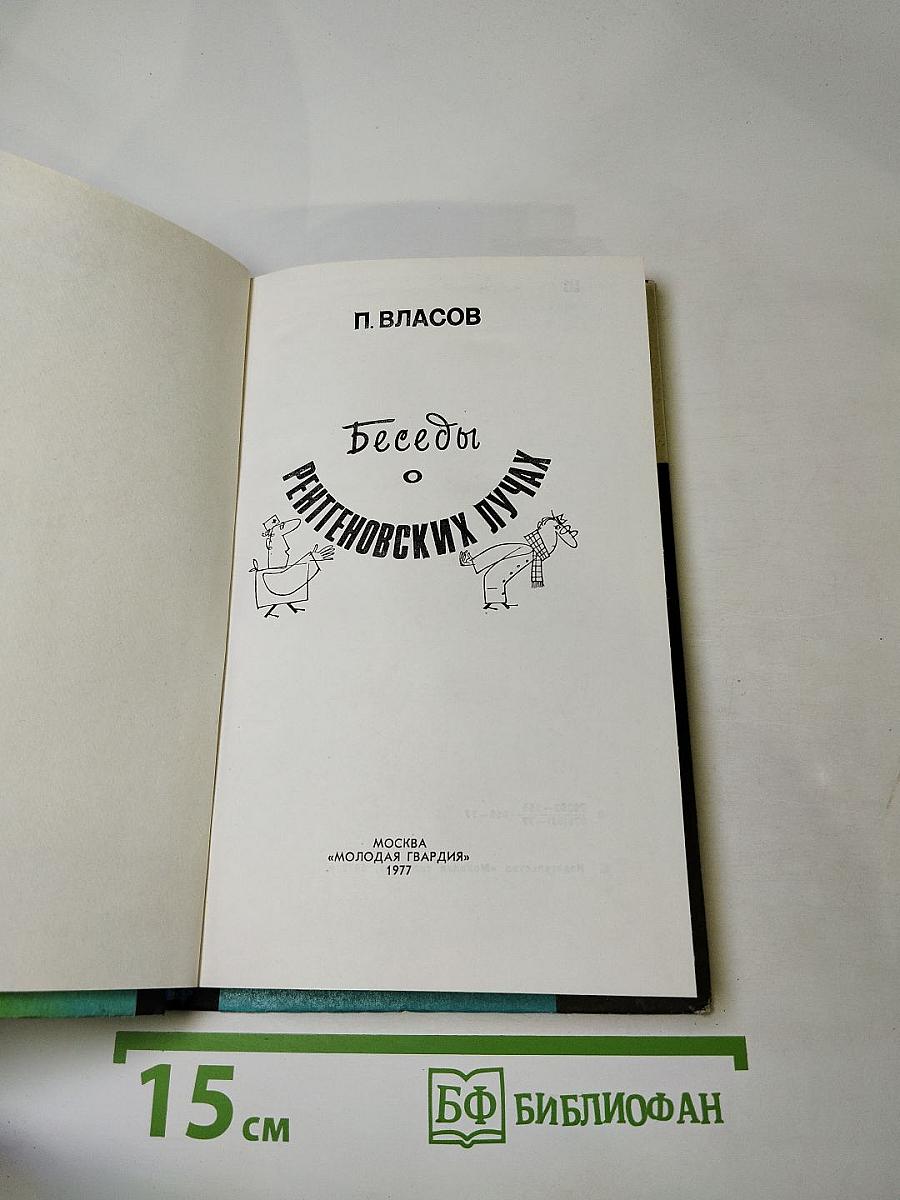 П. ВЛАСОВ
Беседы
о
РЕНТГЕНОВСКИХ ЛУЧАХ
МОСКВА
«МОЛОДАЯ ГВАРДИЯ»
1977
15 см
БФ БИБЛИОФАН